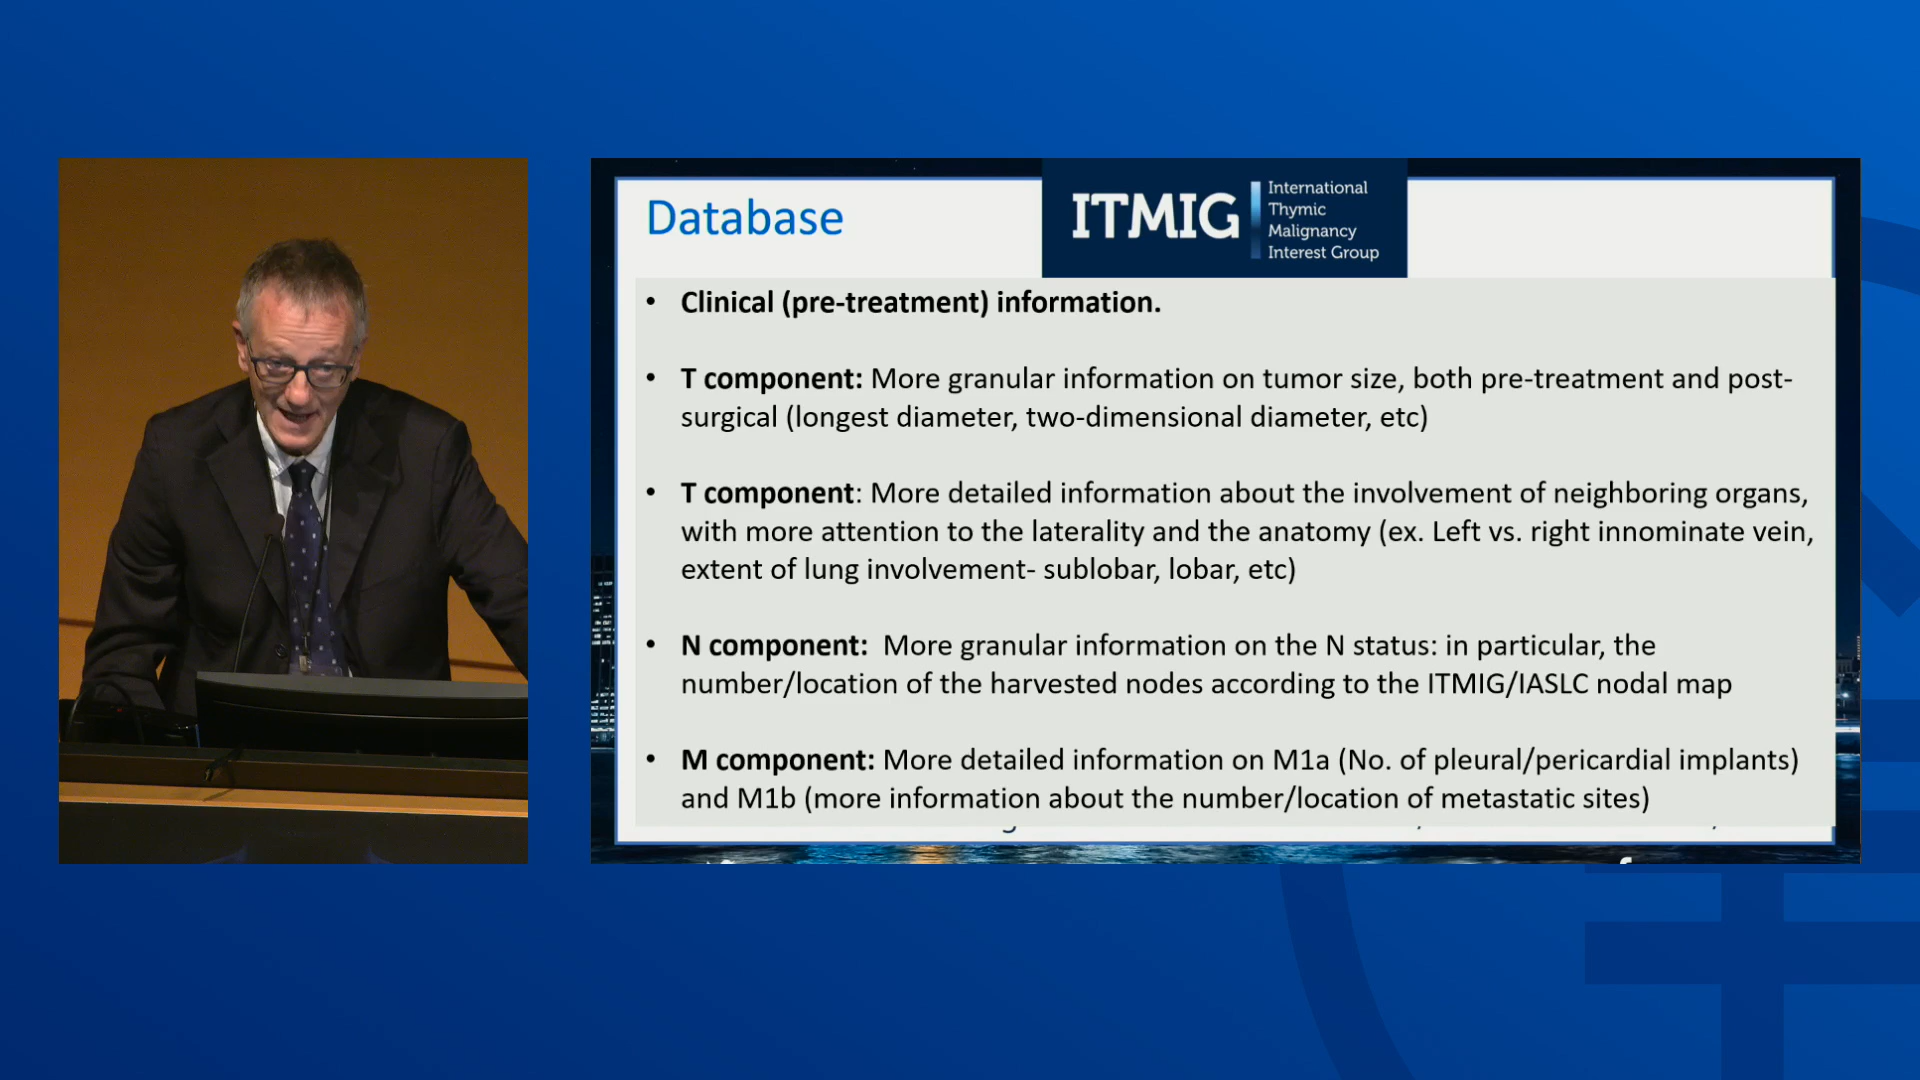 Database
ITMIG
International
Thymic
Malignancy
Interest Group
• Clinical (pre-treatment) information.
• T component: More granular information on tumor size, both pre-treatment and post-
surgical (longest diameter, two-dimensional diameter, etc)
• T component: More detailed information about the involvement of neighboring organs,
with more attention to the laterality and the anatomy (ex. Left vs. right innominate vein,
extent of lung involvement- sublobar, lobar, etc)
• N component:  More granular information on the N status: in particular, the
number/location of the harvested nodes according to the ITMIG/IASLC nodal map
• M component: More detailed information on M1a (No. of pleural/pericardial implants)
and M1b (more information about the number/location of metastatic sites)